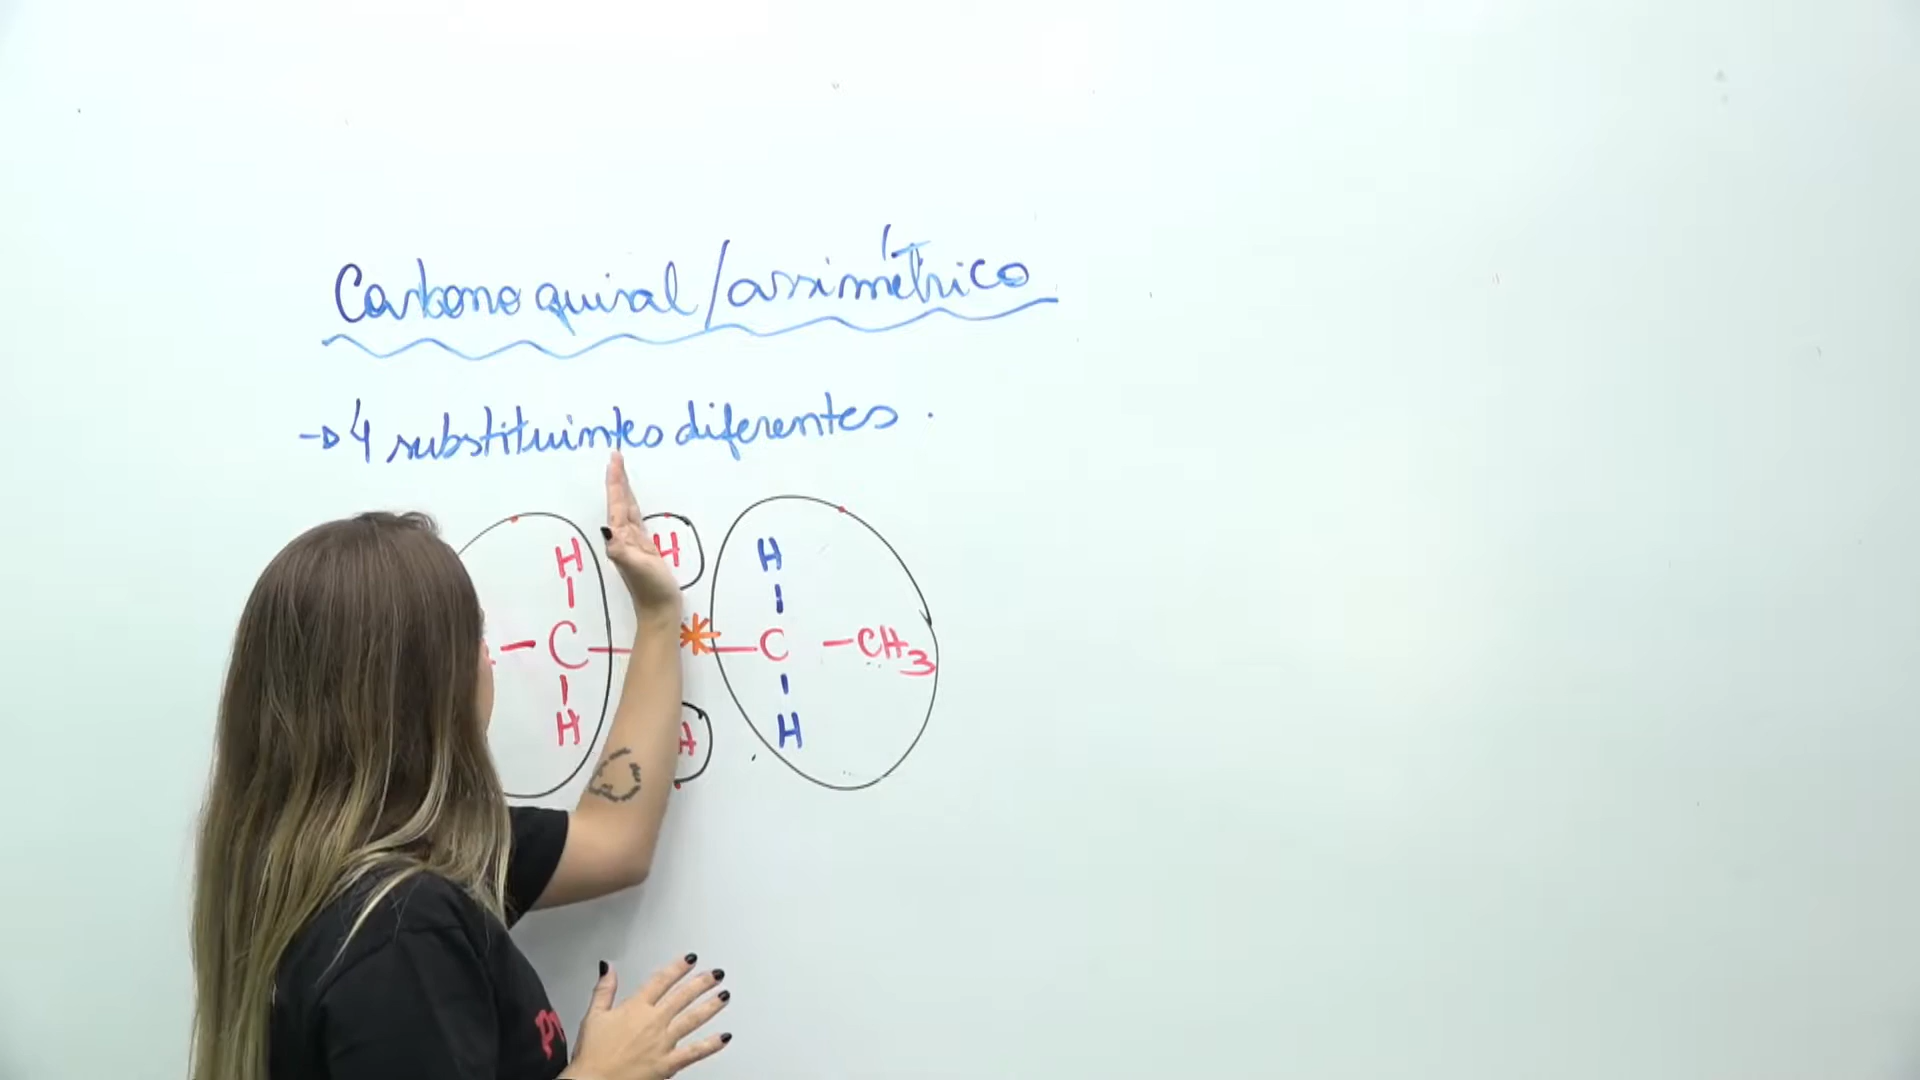 Carbono quiral/assimétrico
→ 4 substituintes diferentes.
H H H
- C - * - C - CH3
H H H